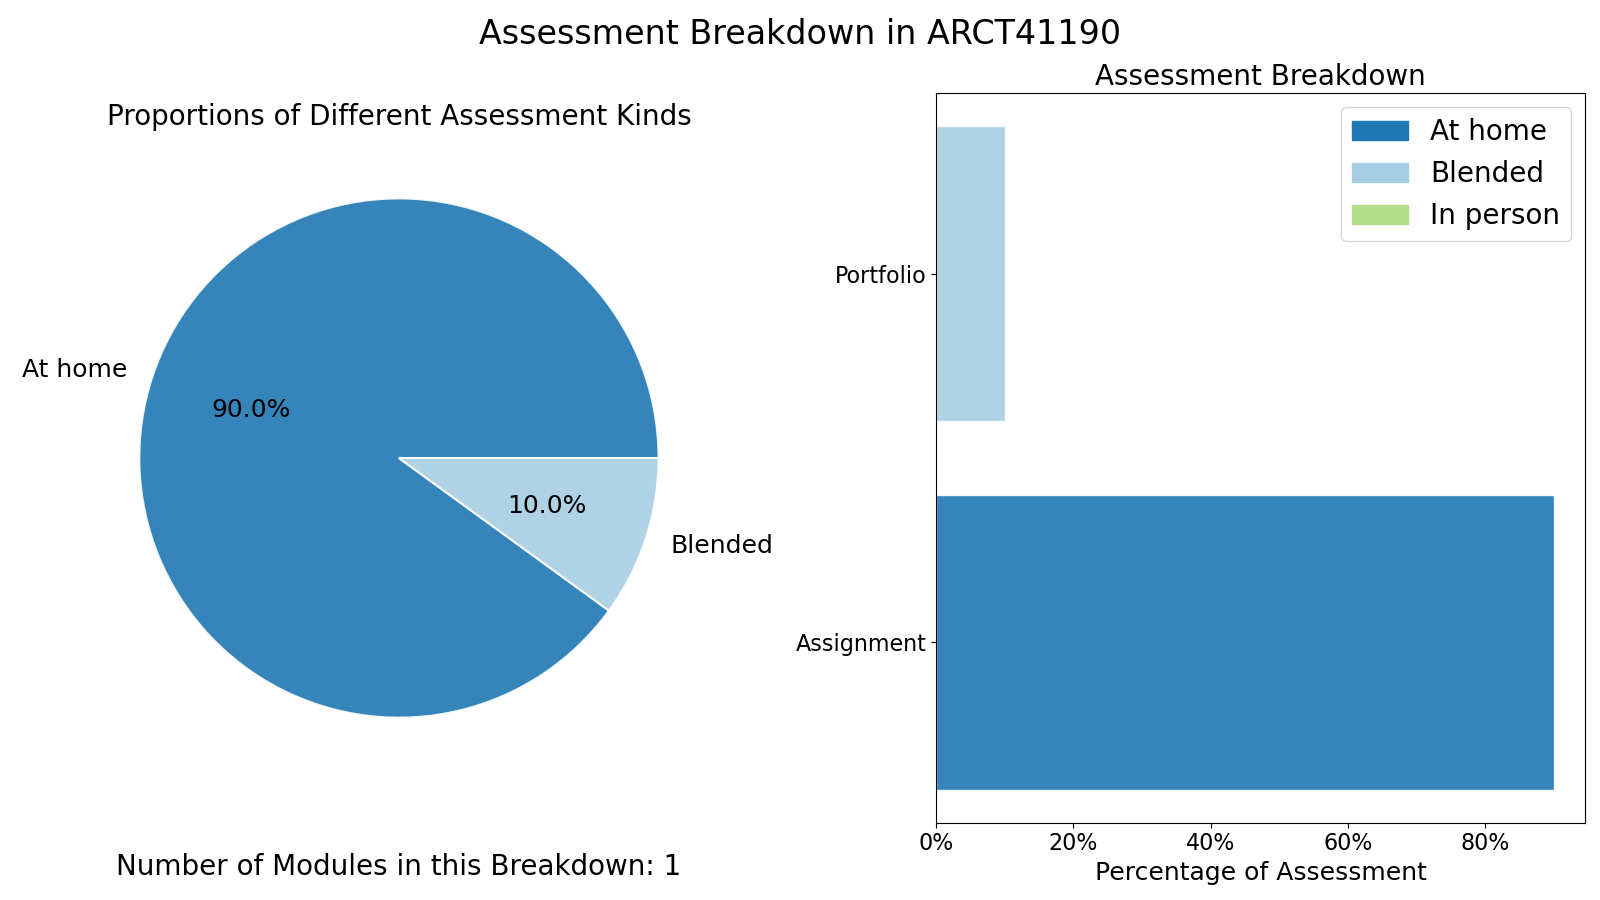 Assessment Breakdown in ARCT41190
Proportions of Different Assessment Kinds
At home
90.0%
10.0%
Blended
Number of Modules in this Breakdown: 1
Assessment Breakdown
At home
Blended
In person
Portfolio
Assignment
0%
20%
40%
60%
80%
Percentage of Assessment